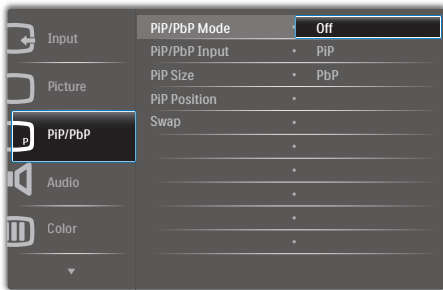 Input
Picture
P
PiP/PbP
Audio
Color
PiP/PbP Mode • Off
PiP/PbP Input • PiP
PiP Size • PbP
PiP Position •
Swap •
•
•
•
•
•